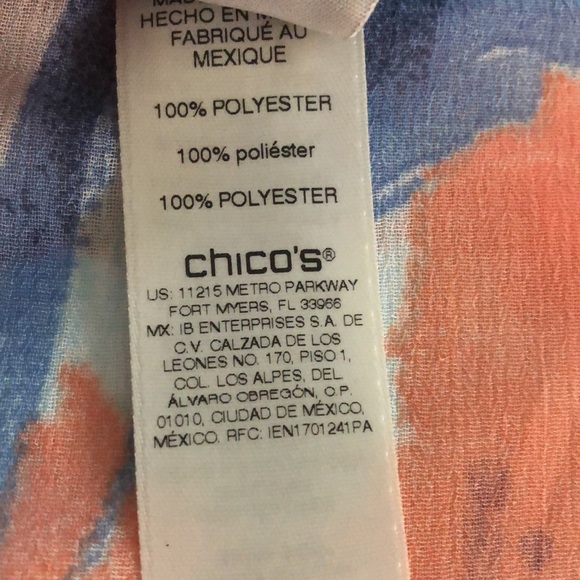 HECHO EN
FABRIQUÉ AU
MEXIQUE
100% POLYESTER
100% poliéster
100% POLYESTER
chico's®
US: 11215 METRO PARKWAY
FORT MYERS, FL 33966
MX: IB ENTERPRISES S.A. DE
C.V. CALZADA DE LOS
LEONES NO. 170, PISO 1,
COL. LOS ALPES, DEL
ÁLVARO OBREGÓN, C.P.
01010, CIUDAD DE MÉXICO,
MÉXICO. RFC: IEN1701241PA